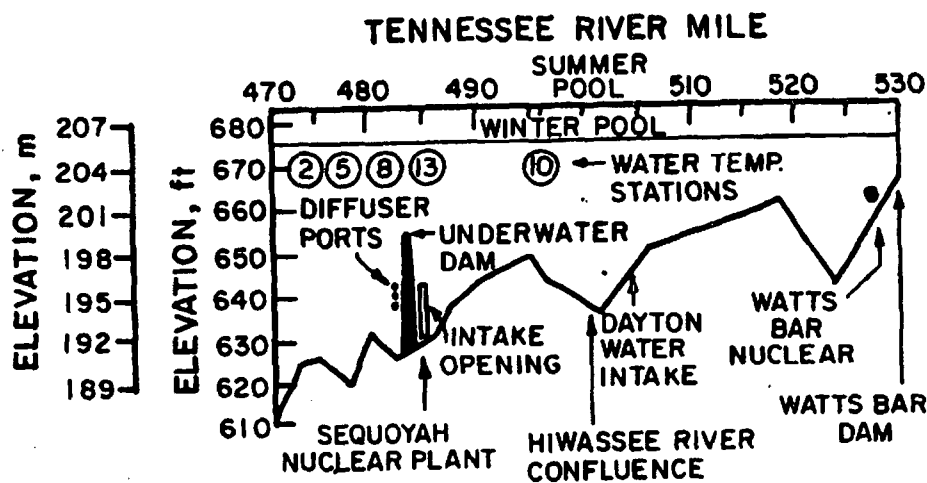 TENNESSEE RIVER MILE
SUMMER
POOL
470 480 490 510 520 530
WINTER POOL
ELEVATION, m
207
204
201
198
195
192
189
ELEVATION, ft
680
670
660
650
640
630
620
610
2 5 8 13 10
WATER TEMP.
STATIONS
DIFFUSER
PORTS
UNDERWATER
DAM
INTAKE
OPENING
DAYTON
WATER
INTAKE
WATTS
BAR
NUCLEAR
WATTS BAR
DAM
SEQUOYAH
NUCLEAR PLANT
HIWASSEE RIVER
CONFLUENCE